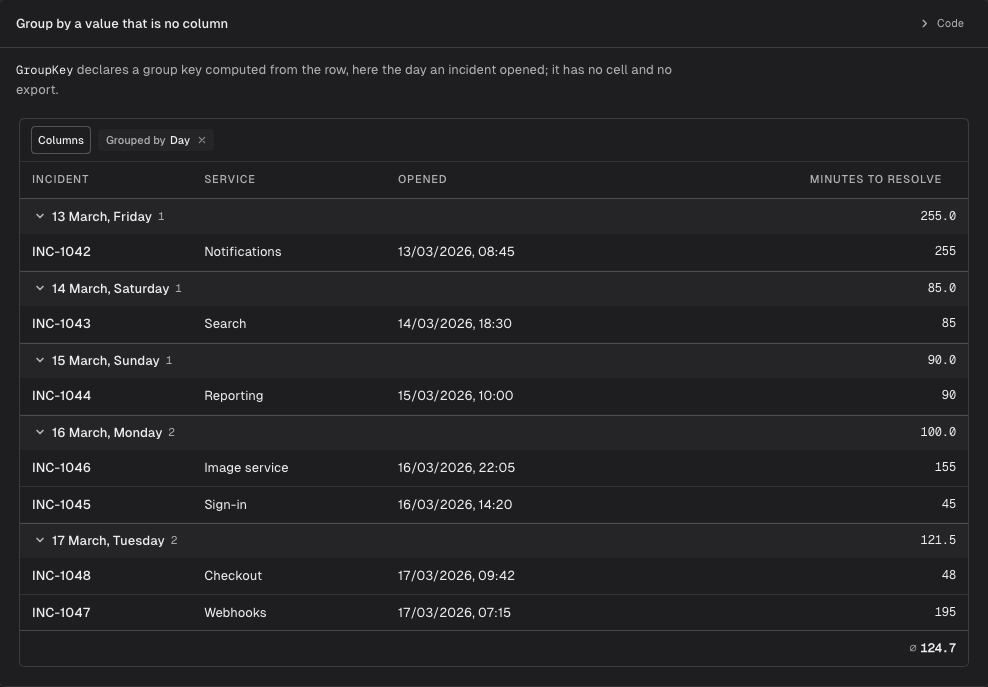 Group by a value that is no column
Code
GroupKey declares a group key computed from the row, here the day an incident opened; it has no cell and no
export.
Columns Grouped by Day ×
INCIDENT SERVICE OPENED MINUTES TO RESOLVE
13 March, Friday 1 255.0
INC-1042 Notifications 13/03/2026, 08:45 255
14 March, Saturday 1 85.0
INC-1043 Search 14/03/2026, 18:30 85
15 March, Sunday 1 90.0
INC-1044 Reporting 15/03/2026, 10:00 90
16 March, Monday 2 100.0
INC-1046 Image service 16/03/2026, 22:05 155
INC-1045 Sign-in 16/03/2026, 14:20 45
17 March, Tuesday 2 121.5
INC-1048 Checkout 17/03/2026, 09:42 48
INC-1047 Webhooks 17/03/2026, 07:15 195
⌀ 124.7